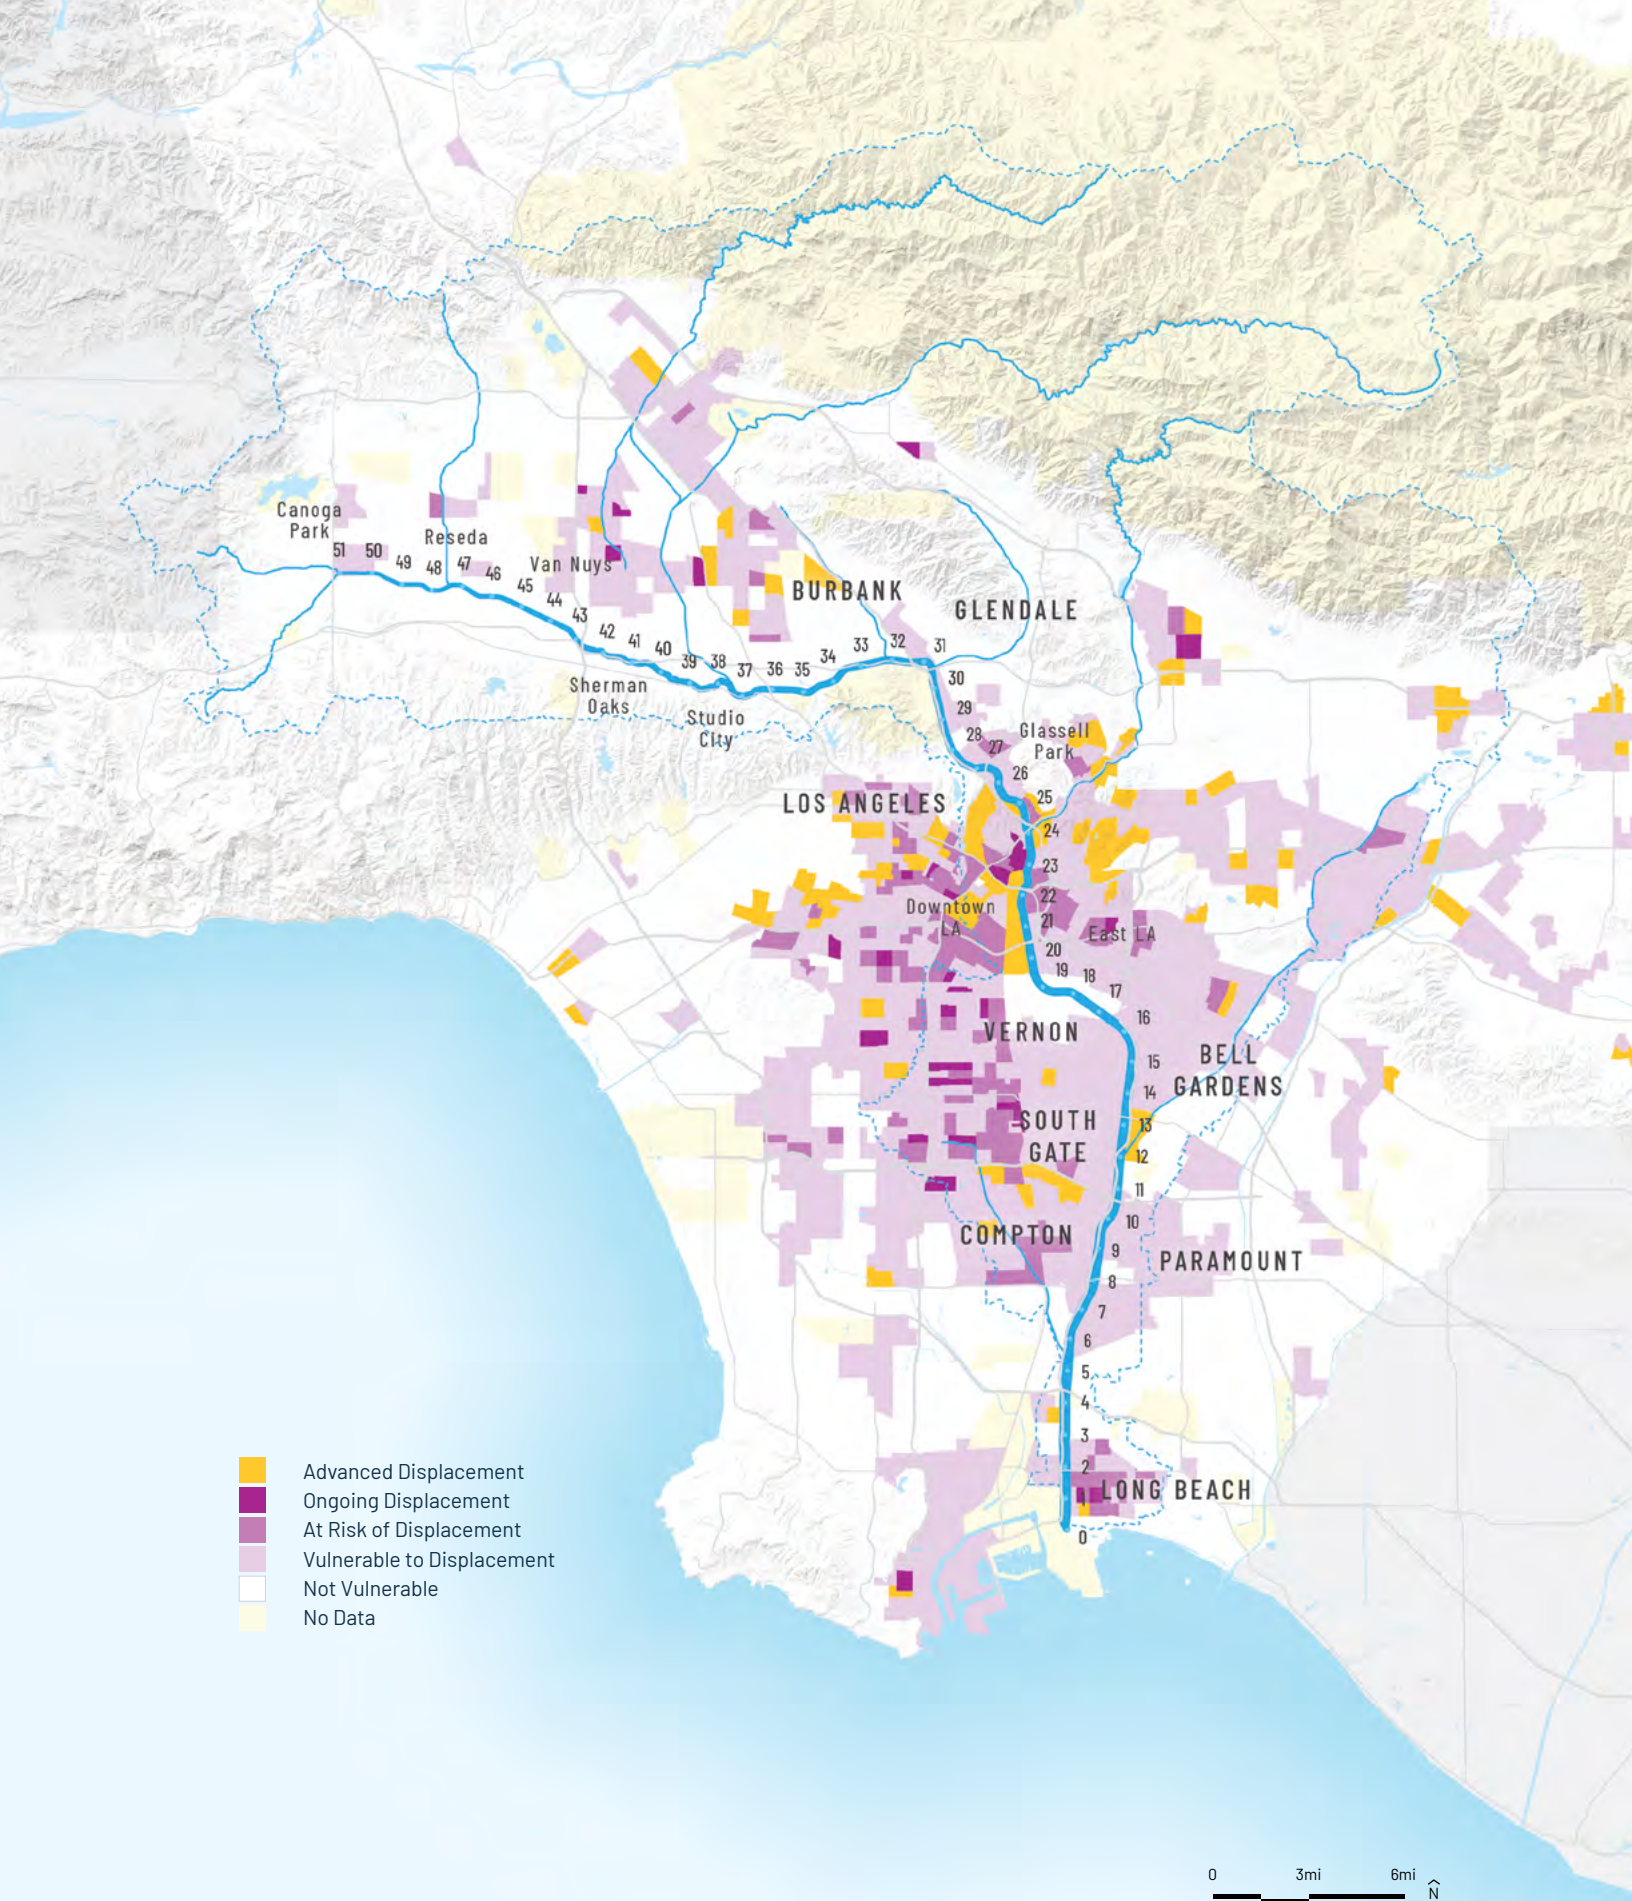 Canoga
Park
51
50
49
Reseda
48
47
46
Van Nuys
45
44
43
42
41
40
39
38
37
36
35
34
33
32
31
BURBANK
GLENDALE
Sherman
Oaks
Studio
City
30
29
28
27
Glassell
Park
26
LOS ANGELES
25
24
23
22
Downtown
LA
21
East LA
20
19
18
17
16
VERNON
15
BELL
GARDENS
14
SOUTH
GATE
13
12
11
10
COMPTON
9
PARAMOUNT
8
7
6
5
4
3
2
1
LONG BEACH
0
Advanced Displacement
Ongoing Displacement
At Risk of Displacement
Vulnerable to Displacement
Not Vulnerable
No Data
0 3mi 6mi
N